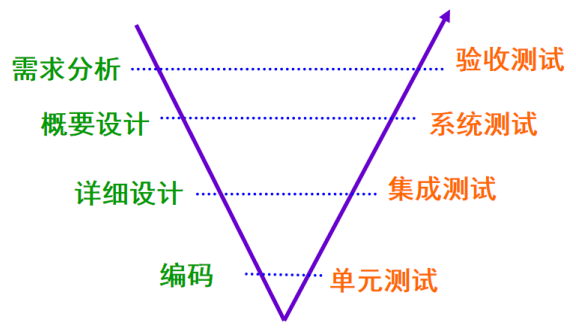 需求分析
验收测试
概要设计
系统测试
详细设计
集成测试
编码
单元测试